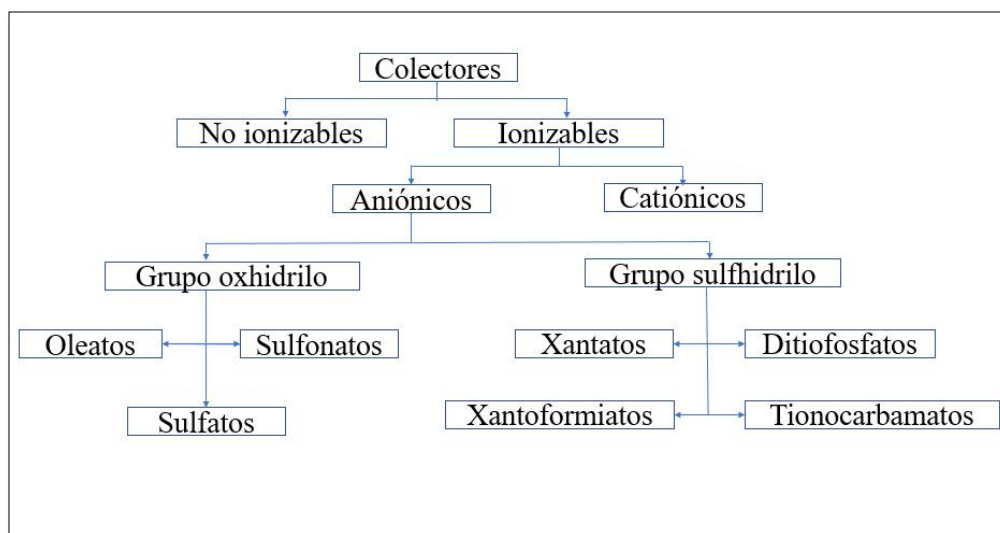 Colectores
No ionizables
Ionizables
Aniónicos
Catiónicos
Grupo oxhidrilo
Grupo sulfhidrilo
Oleatos
Sulfonatos
Xantatos
Ditiofosfatos
Sulfatos
Xantoformiatos
Tionocarbamatos